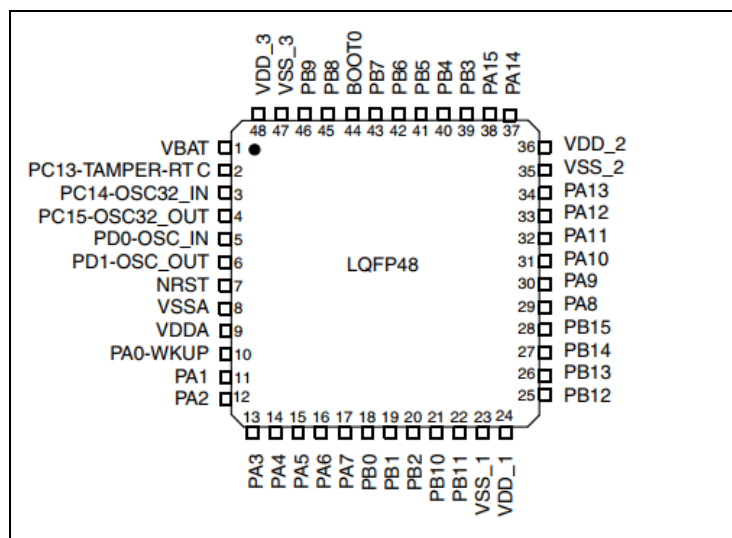 VDD_3
VSS_3
PB9
PB8
BOOT0
PB7
PB6
PB5
PB4
PB3
PA15
PA14
48 47 46 45 44 43 42 41 40 39 38 37
VBAT 1
PC13-TAMPER-RTC 2
PC14-OSC32_IN 3
PC15-OSC32_OUT 4
PD0-OSC_IN 5
PD1-OSC_OUT 6
NRST 7
VSSA 8
VDDA 9
PA0-WKUP 10
PA1 11
PA2 12
LQFP48
36 VDD_2
35 VSS_2
34 PA13
33 PA12
32 PA11
31 PA10
30 PA9
29 PA8
28 PB15
27 PB14
26 PB13
25 PB12
13 14 15 16 17 18 19 20 21 22 23 24
PA3
PA4
PA5
PA6
PA7
PB0
PB1
PB2
PB10
PB11
VSS_1
VDD_1